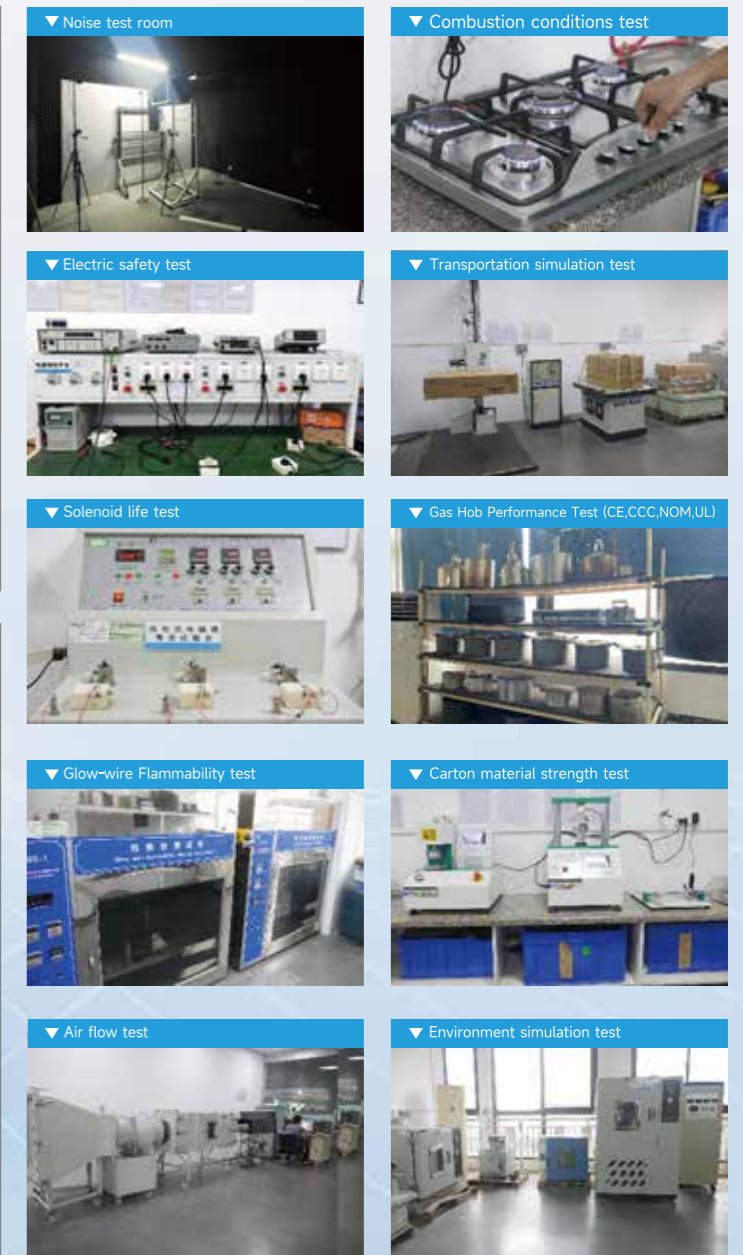 ▼ Noise test room
▼ Combustion conditions test
▼ Electric safety test
▼ Transportation simulation test
▼ Solenoid life test
▼ Gas Hob Performance Test (CE,CCC,NOM,UL)
▼ Glow-wire Flammability test
▼ Carton material strength test
▼ Air flow test
▼ Environment simulation test